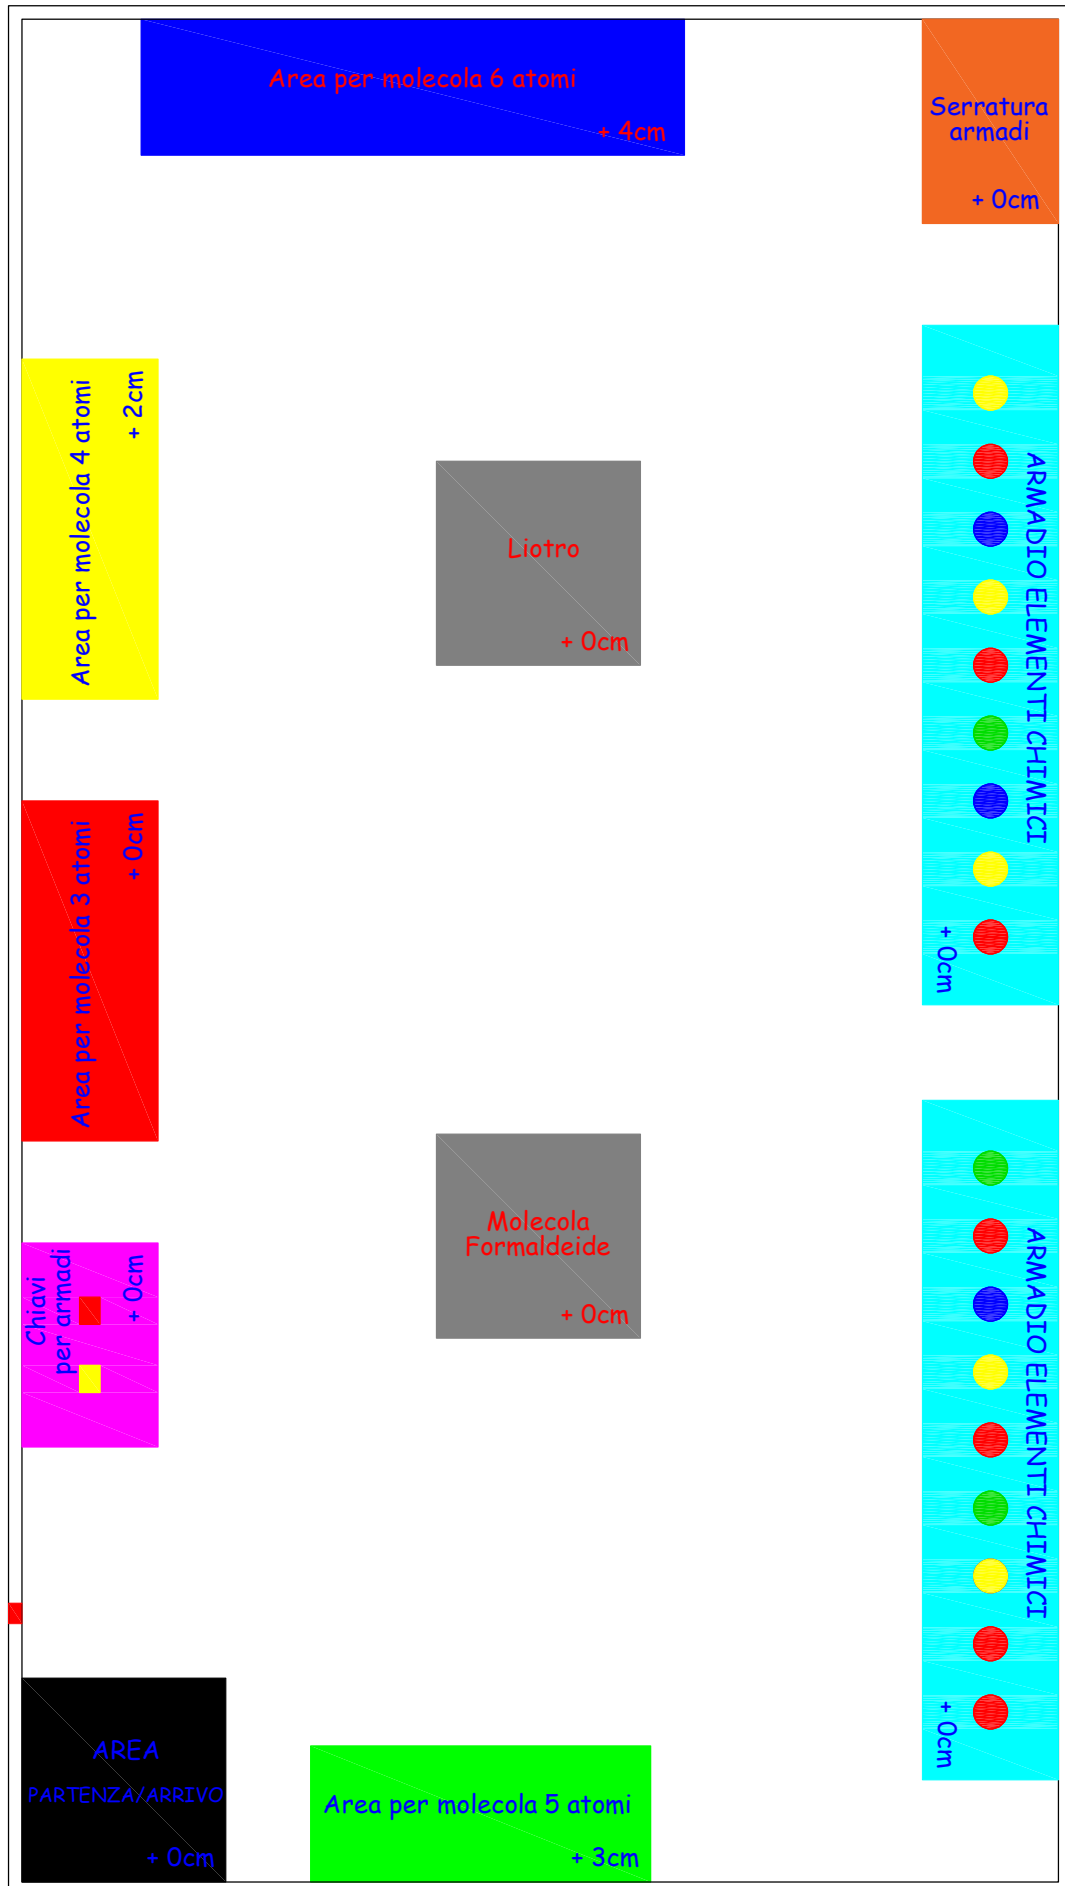 Area per molecola 6 atomi
+ 4cm
Serratura
armadi
+ 0cm
Area per molecola 4 atomi
+ 2cm
Liotro
+ 0cm
ARMADIO ELEMENTI CHIMICI
+ 0cm
Area per molecola 3 atomi
+ 0cm
Molecola
Formaldeide
+ 0cm
Chiavi
per armadi
+ 0cm
ARMADIO ELEMENTI CHIMICI
+ 0cm
AREA
PARTENZA/ARRIVO
+ 0cm
Area per molecola 5 atomi
+ 3cm